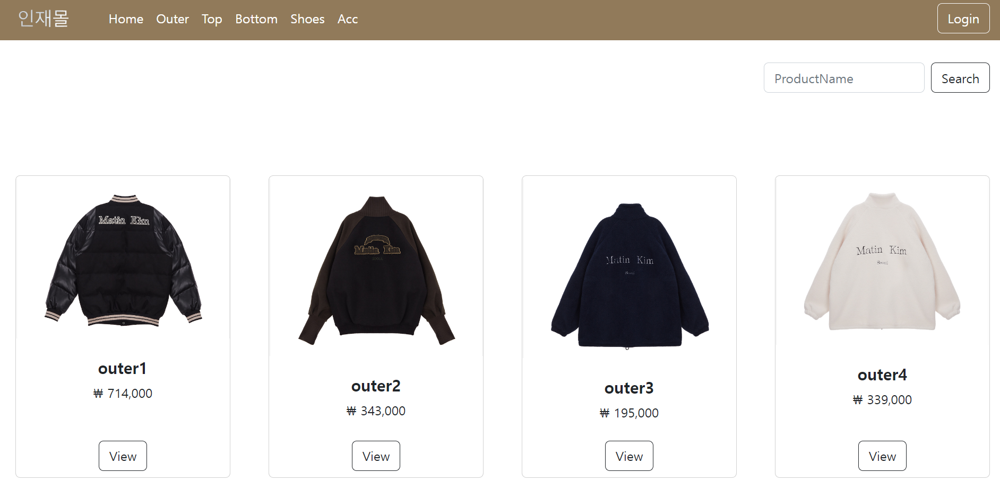 인재몰 Home Outer Top Bottom Shoes Acc Login
ProductName Search
Matin Kim
Matin Kim
SEOUL
Matin Kim
Seoul
Matin Kim
Seoul
outer1
₩ 714,000
View
outer2
₩ 343,000
View
outer3
₩ 195,000
View
outer4
₩ 339,000
View